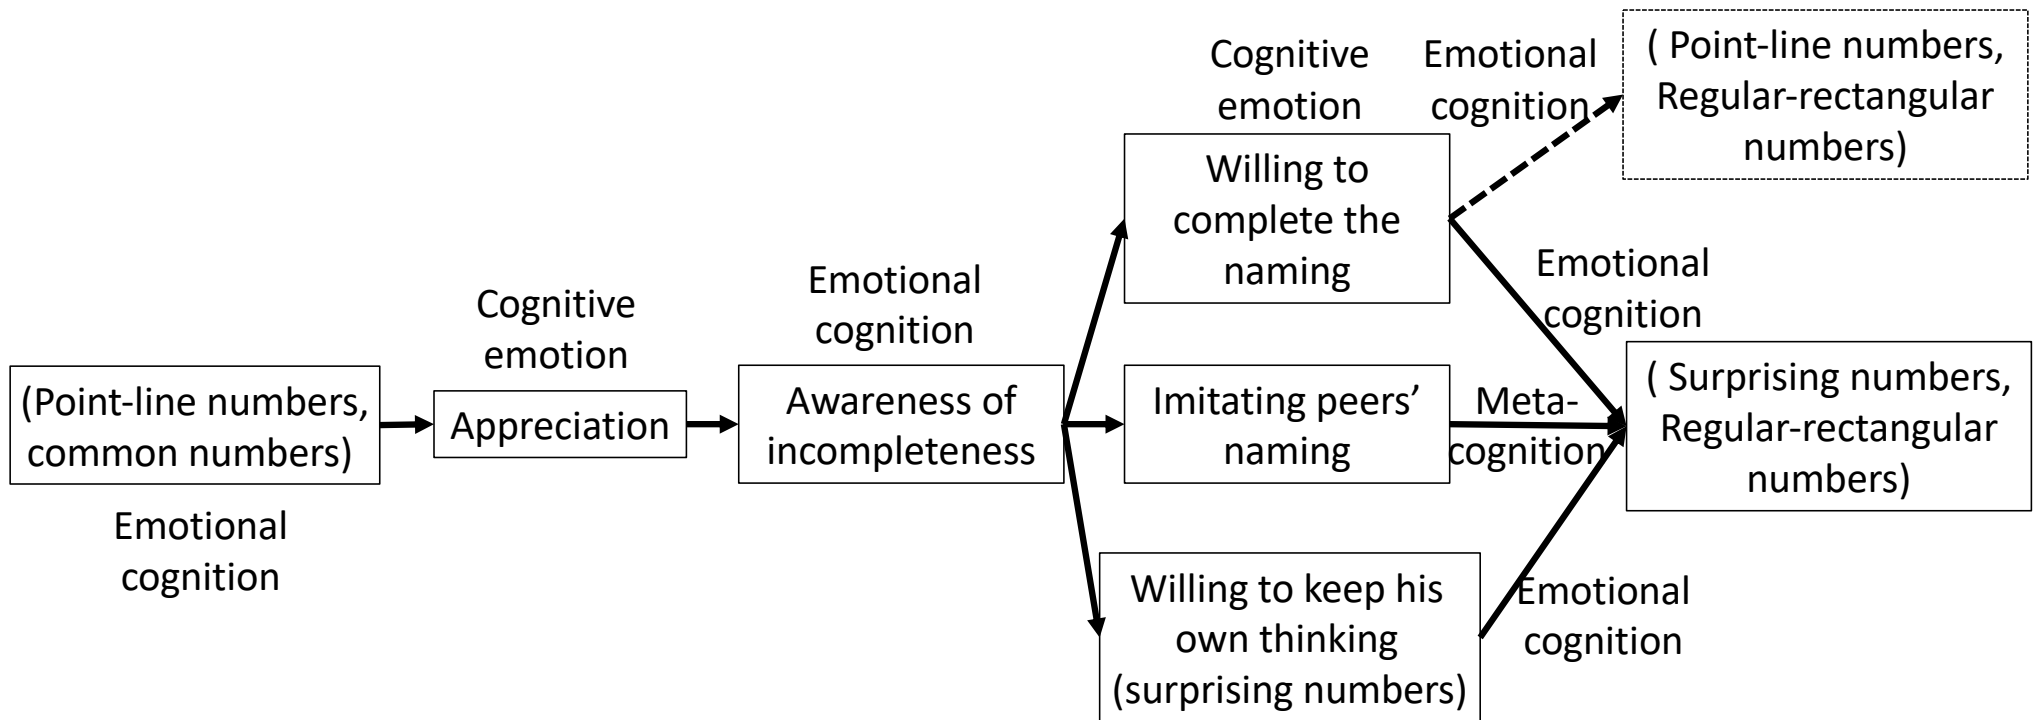 (Point-line numbers,
common numbers)
Emotional
cognition
Cognitive
emotion
Appreciation
Emotional
cognition
Awareness of
incompleteness
Cognitive
emotion
Willing to
complete the
naming
Imitating peers’
naming
Willing to keep his
own thinking
(surprising numbers)
Emotional
cognition
Emotional
cognition
Meta-
cognition
Emotional
cognition
( Point-line numbers,
Regular-rectangular
numbers)
( Surprising numbers,
Regular-rectangular
numbers)